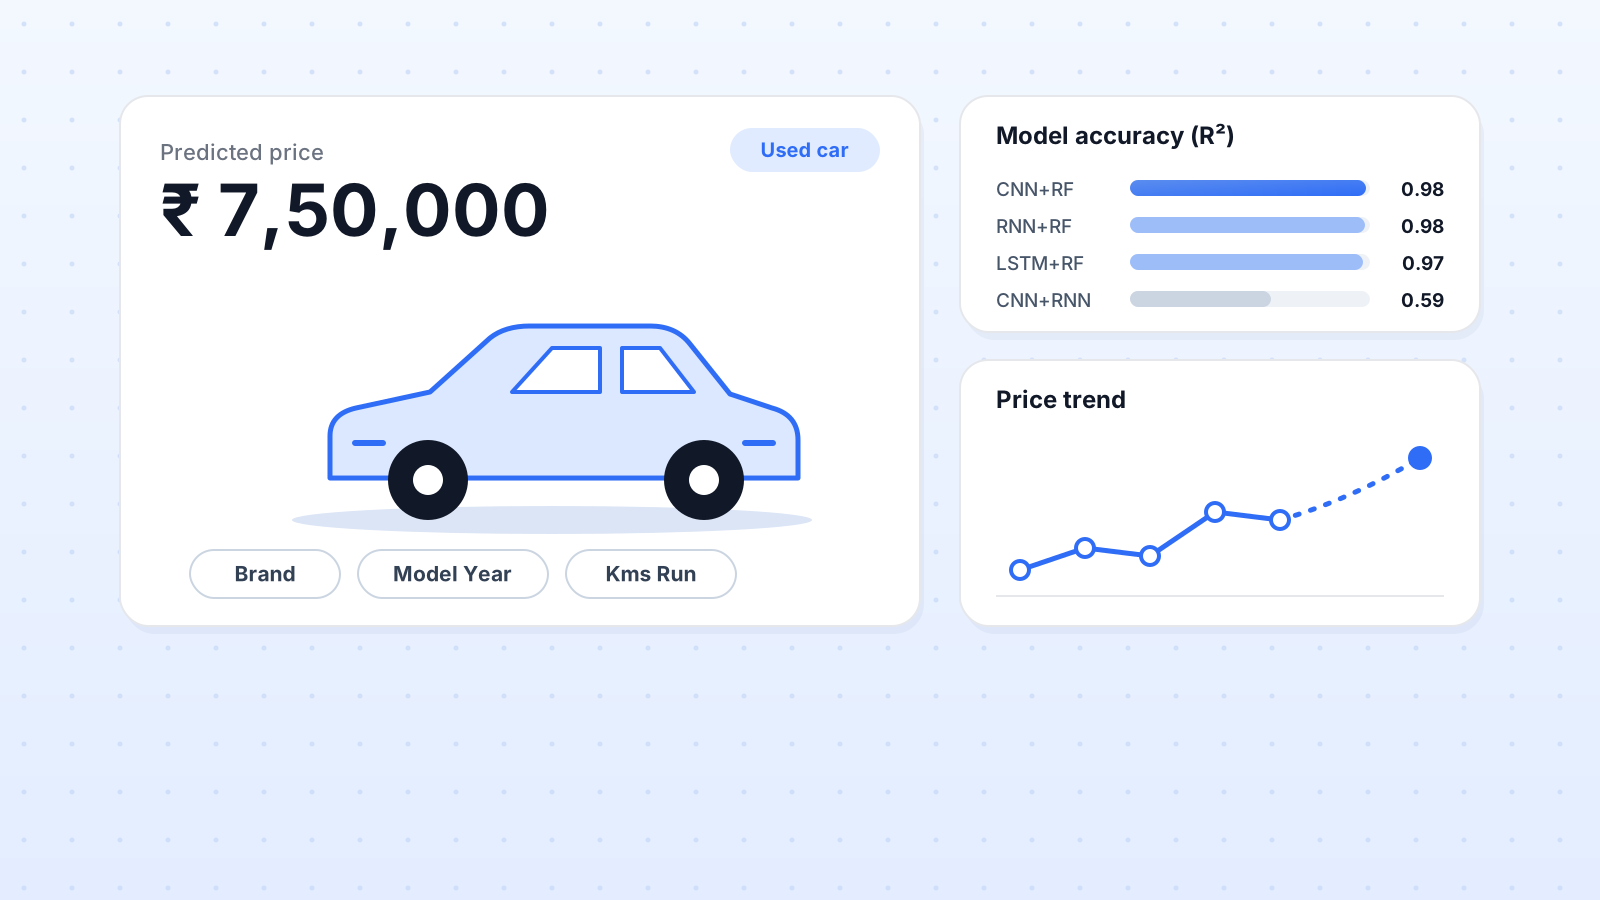 Predicted price
Used car
₹ 7,50,000
Brand
Model Year
Kms Run
Model accuracy (R²)
CNN+RF 0.98
RNN+RF 0.98
LSTM+RF 0.97
CNN+RNN 0.59
Price trend